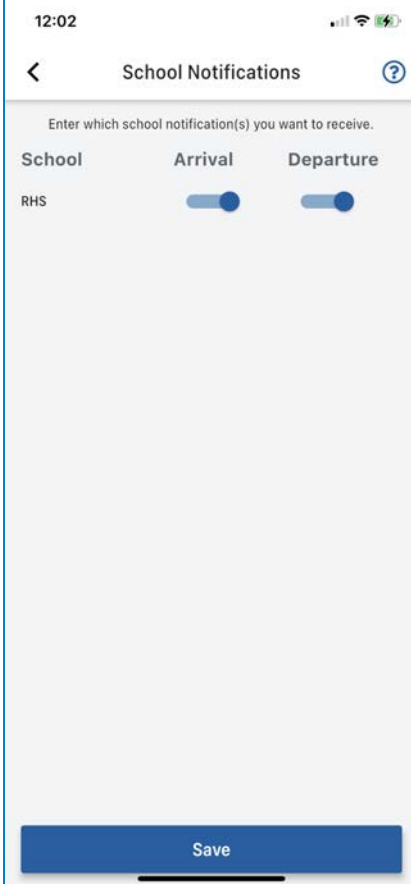 12:02
School Notifications ?
Enter which school notification(s) you want to receive.
School Arrival Departure
RHS
Save